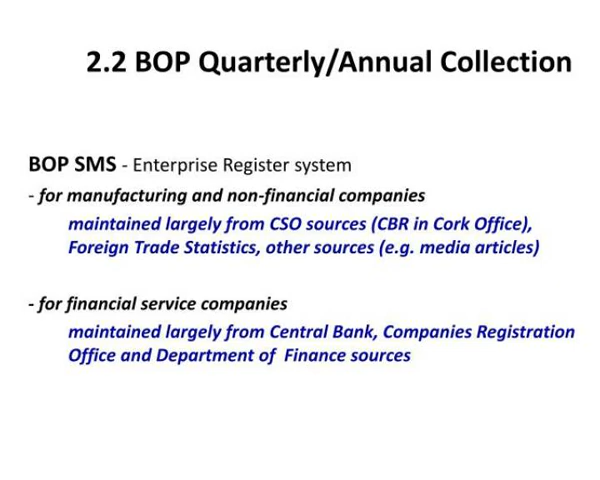 2.2 BOP Quarterly/Annual Collection
BOP SMS - Enterprise Register system
- for manufacturing and non-financial companies
maintained largely from CSO sources (CBR in Cork Office),
Foreign Trade Statistics, other sources (e.g. media articles)
- for financial service companies
maintained largely from Central Bank, Companies Registration
Office and Department of  Finance sources